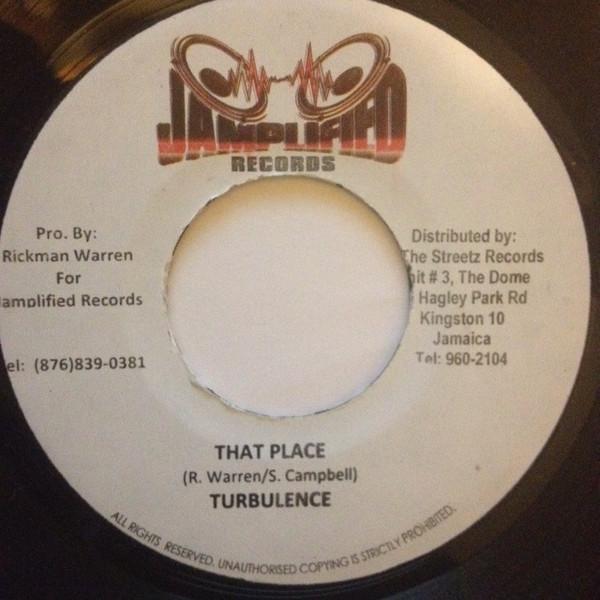 JAMPLIFIED
RECORDS
Pro. By:
Rickman Warren
For
Jamplified Records
el: (876)839-0381
Distributed by:
The Streetz Records
nit # 3, The Dome
Hagley Park Rd
Kingston 10
Jamaica
Tel: 960-2104
THAT PLACE
(R. Warren/S. Campbell)
TURBULENCE
ALL RIGHTS RESERVED. UNAUTHORISED COPYING IS STRICTLY PROHIBITED.